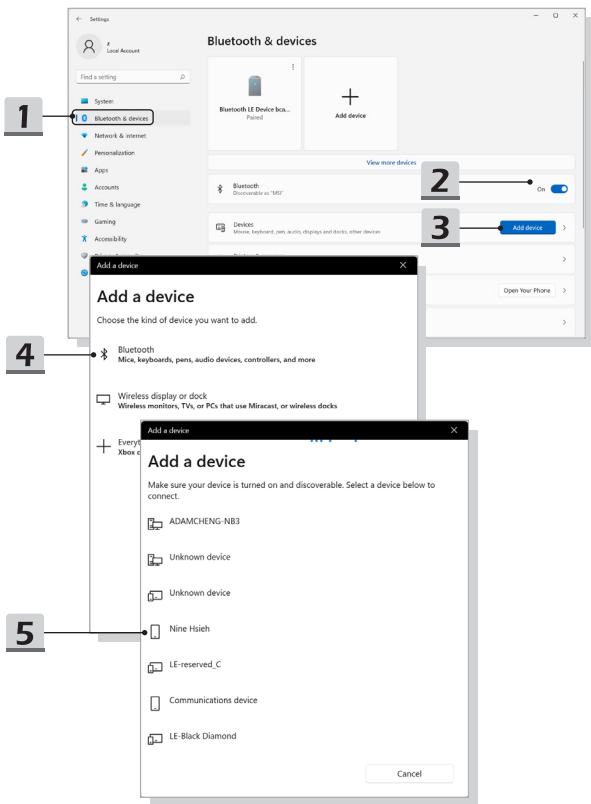 Settings
z
Local Account
Find a setting
System
Bluetooth & devices
Network & internet
Personalization
Apps
Accounts
Time & language
Gaming
Accessibility
Bluetooth & devices
Bluetooth LE Device bca...
Paired
Add device
View more devices
Bluetooth
Discoverable as "MSI"
On
Devices
Mouse, keyboard, pen, audio, displays and docks, other devices
Add device
Open Your Phone
1
2
3
Add a device
Add a device
Choose the kind of device you want to add.
Bluetooth
Mice, keyboards, pens, audio devices, controllers, and more
Wireless display or dock
Wireless monitors, TVs, or PCs that use Miracast, or wireless docks
Everyt
Xbox c
4
Add a device
Add a device
Make sure your device is turned on and discoverable. Select a device below to
connect.
ADAMCHENG-NB3
Unknown device
Unknown device
Nine Hsieh
LE-reserved_C
Communications device
LE-Black Diamond
Cancel
5